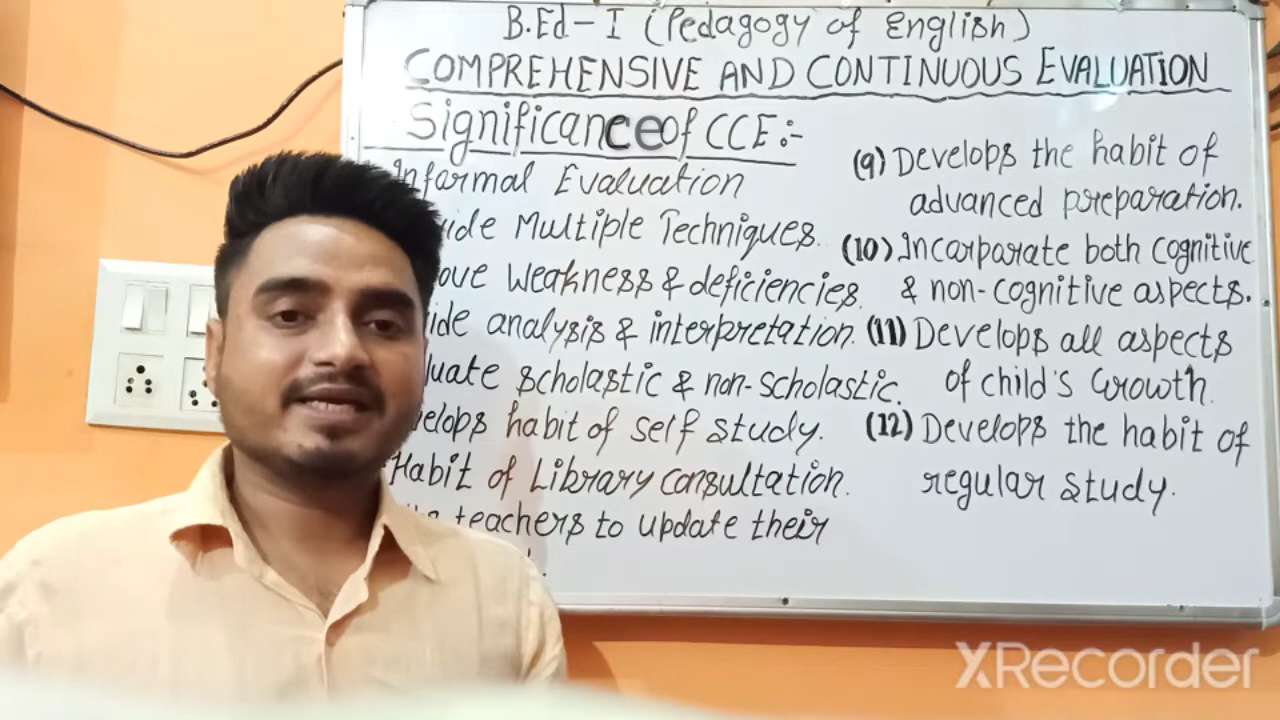 B.Ed-I (Pedagogy of English)
COMPREHENSIVE AND CONTINUOUS EVALUATION
Significance of CCE:-
Informal Evaluation
Multiple Techniques.
weakness & deficiencies.
analysis & interpretation.
scholastic & non-scholastic.
habit of self study.
Habit of Library consultation.
teachers to update their
(9) Develops the habit of
advanced preparation.
(10) Incorporate both cognitive
& non-cognitive aspects.
(11) Develops all aspects
of child's Growth.
(12) Develops the habit of
regular study.
XRecorder